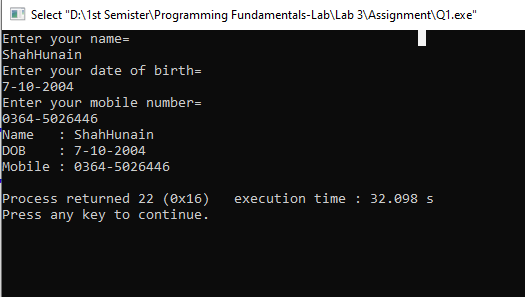 Select "D:\1st Semister\Programming Fundamentals-Lab\Lab 3\Assignment\Q1.exe"
Enter your name=
ShahHunain
Enter your date of birth=
7-10-2004
Enter your mobile number=
0364-5026446
Name   : ShahHunain
DOB    : 7-10-2004
Mobile : 0364-5026446
Process returned 22 (0x16)   execution time : 32.098 s
Press any key to continue.